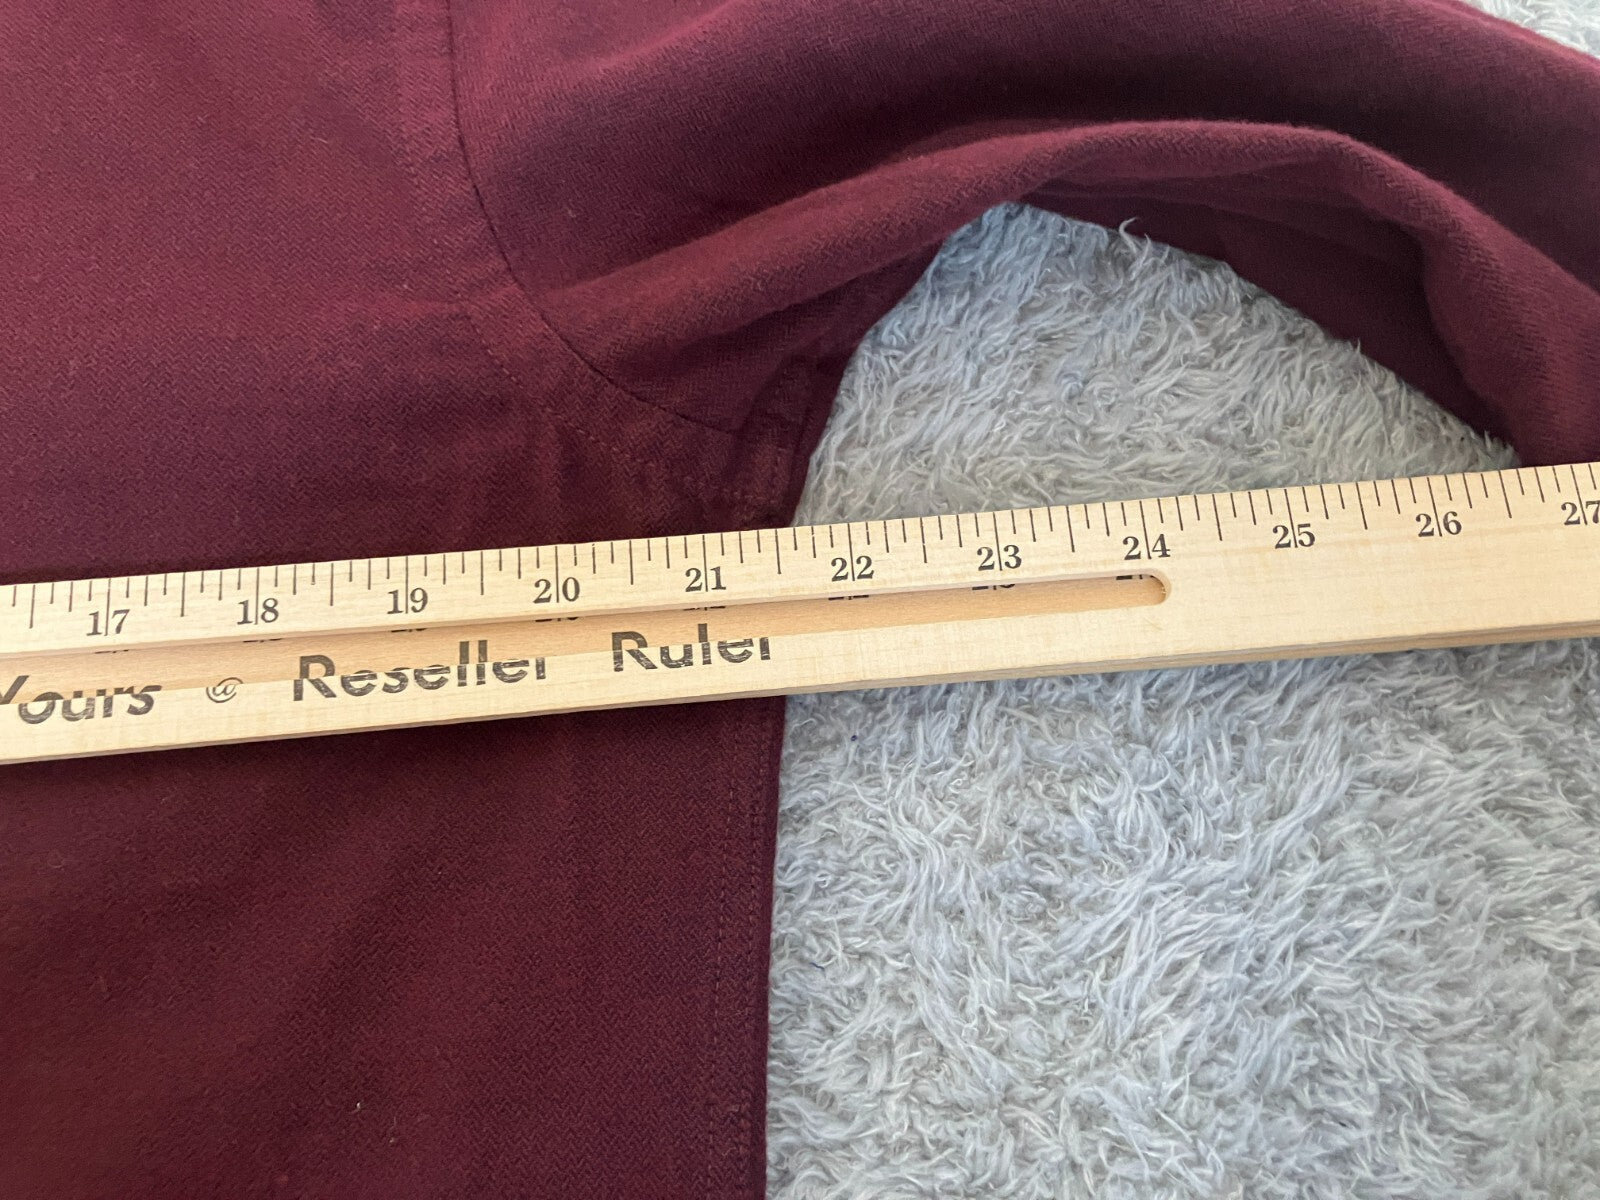 17 18 19 20 21 22 23 24 25 26 27
Yours @ Reseller Ruler